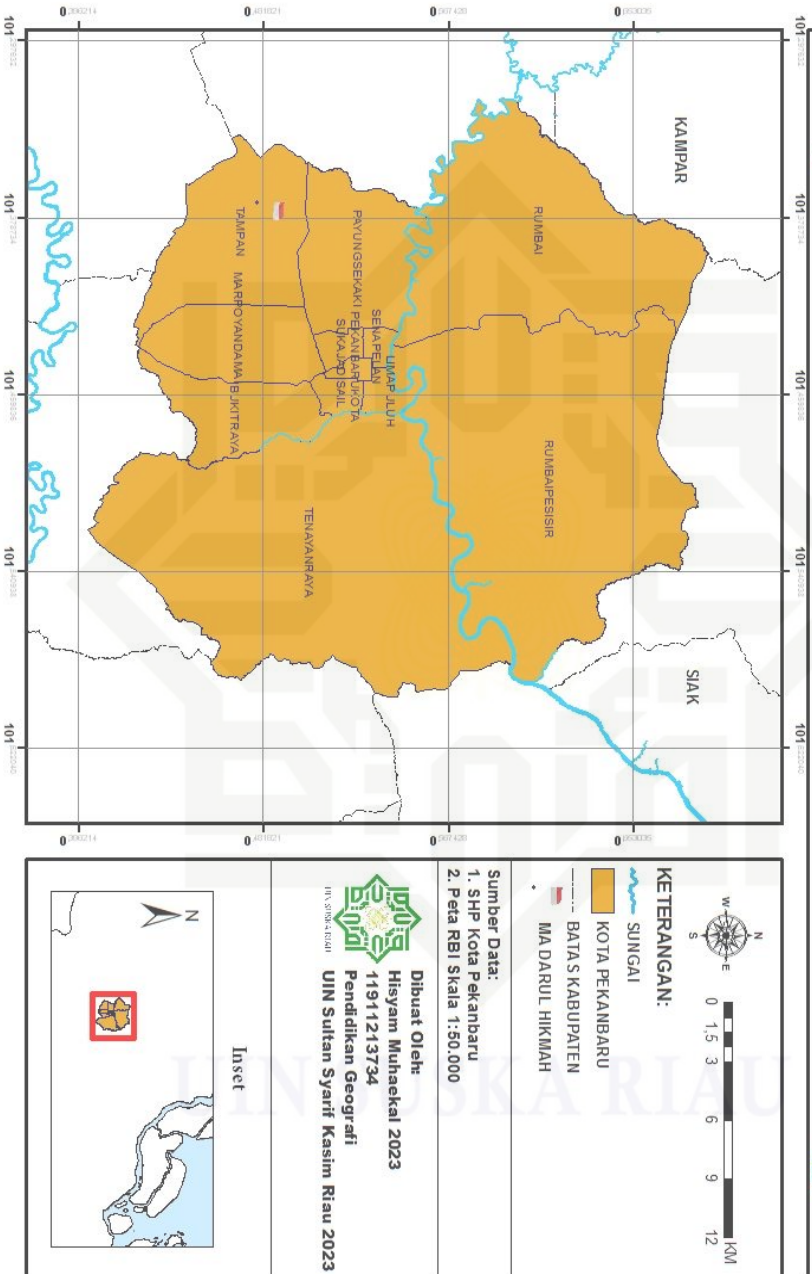 KAMPAR
SIAK
RUMBAI
RUMBAIPESISIR
LIMAPULUH
SENAPELAN
PAYUNGSEKAKI PEKANBARUKOTA
SUKAJADI SAIL
TENAYANRAYA
TAMPAN
MARPOYANDAMAI
BUKITRAYA
N
W
E
S
0 1,5 3 6 9 12
KM
KETERANGAN:
SUNGAI
KOTA PEKANBARU
BATAS KABUPATEN
MA DARUL HIKMAH
Sumber Data:
1. SHP Kota Pekanbaru
2. Peta RBI Skala 1:50.000
UIN SUSKA RIAU
Dibuat Oleh:
Hisyam Muhaekal 2023
11911213734
Pendidikan Geografi
UIN Sultan Syarif Kasim Riau 2023
Inset
N
UIN SUSKA RIAU